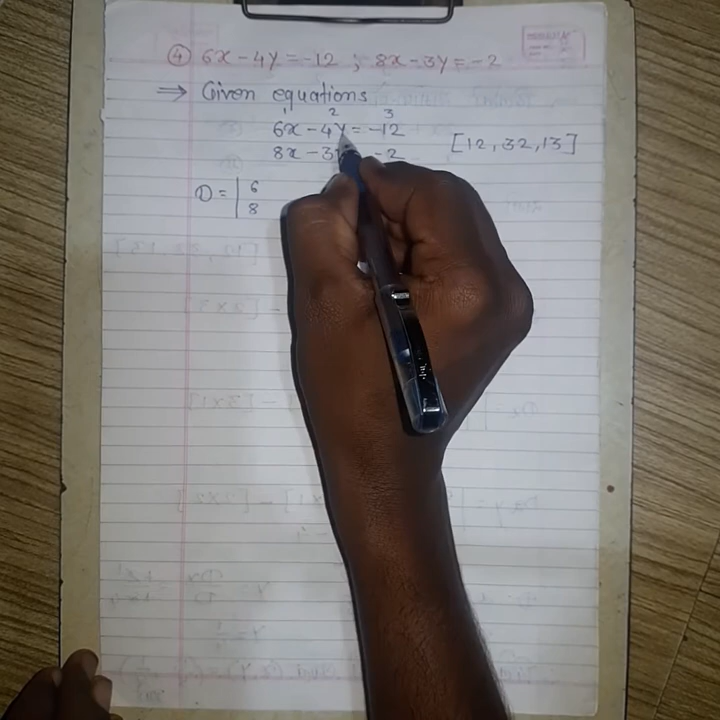 ④ 6x - 4y = -12 ; 8x - 3y = -2
⇒ Given equations
1 2 3
6x - 4y = -12
8x - 3 -2
[12, 32, 13]
D = | 6
8